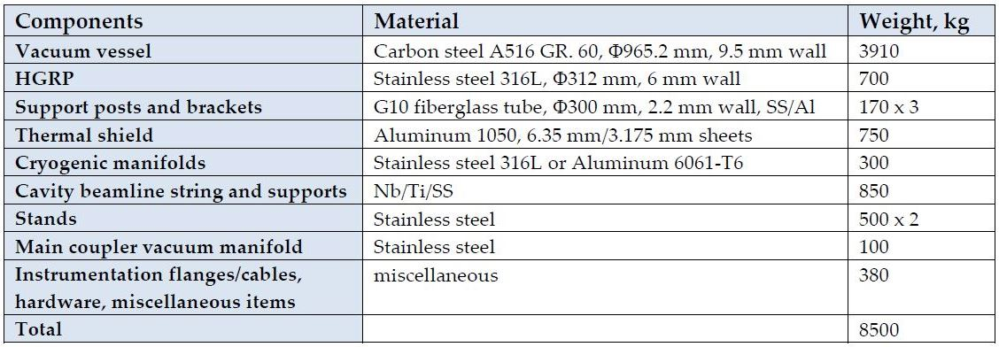 Components Material Weight, kg
Vacuum vessel Carbon steel A516 GR. 60, Φ965.2 mm, 9.5 mm wall 3910
HGRP Stainless steel 316L, Φ312 mm, 6 mm wall 700
Support posts and brackets G10 fiberglass tube, Φ300 mm, 2.2 mm wall, SS/Al 170 x 3
Thermal shield Aluminum 1050, 6.35 mm/3.175 mm sheets 750
Cryogenic manifolds Stainless steel 316L or Aluminum 6061-T6 300
Cavity beamline string and supports Nb/Ti/SS 850
Stands Stainless steel 500 x 2
Main coupler vacuum manifold Stainless steel 100
Instrumentation flanges/cables, miscellaneous 380
hardware, miscellaneous items
Total 8500